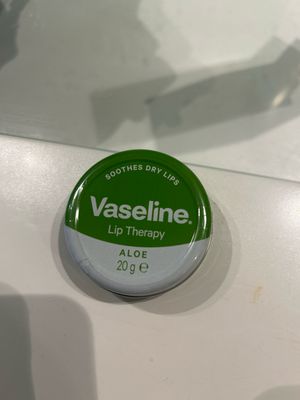 SOOTHES DRY LIPS
Vaseline®
Lip Therapy
ALOE
20 g ℮